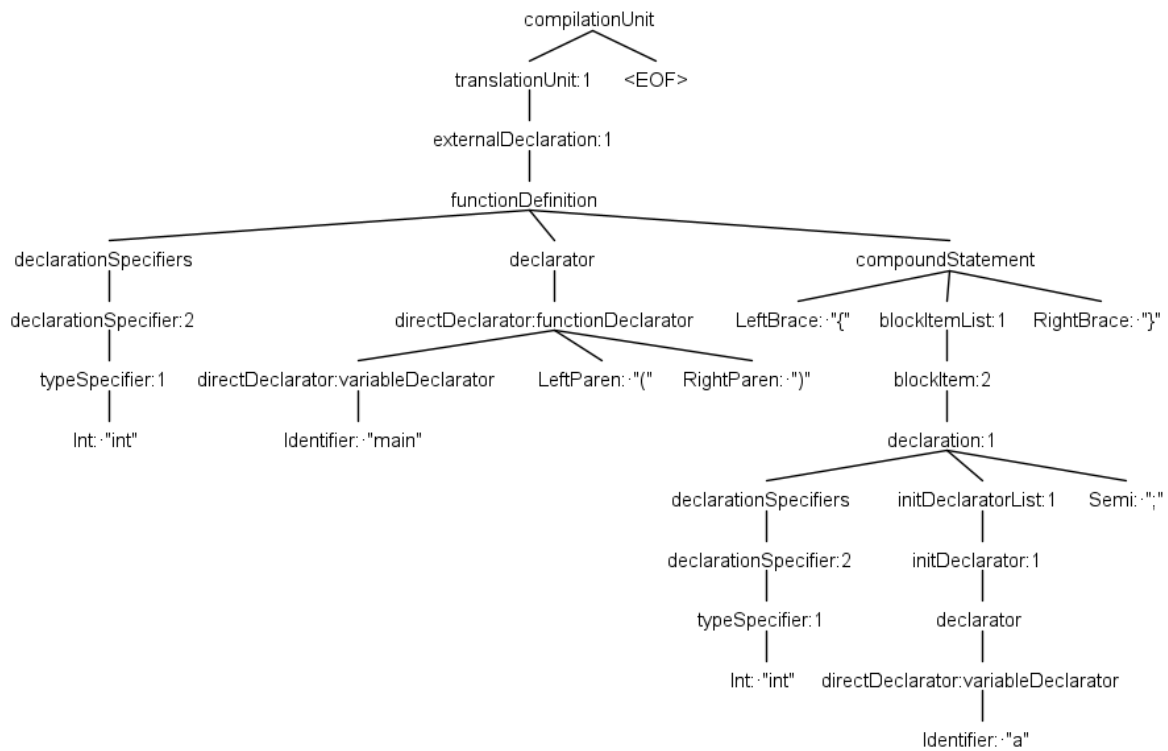 compilationUnit
translationUnit:1 <EOF>
externalDeclaration:1
functionDefinition
declarationSpecifiers declarator compoundStatement
declarationSpecifier:2 directDeclarator:functionDeclarator LeftBrace:·"{" blockItemList:1 RightBrace:·"}"
typeSpecifier:1 directDeclarator:variableDeclarator LeftParen:·"(" RightParen:·")" blockItem:2
Int:·"int" Identifier:·"main" declaration:1
declarationSpecifiers initDeclaratorList:1 Semi:·";"
declarationSpecifier:2 initDeclarator:1
typeSpecifier:1 declarator
Int:·"int" directDeclarator:variableDeclarator
Identifier:·"a"